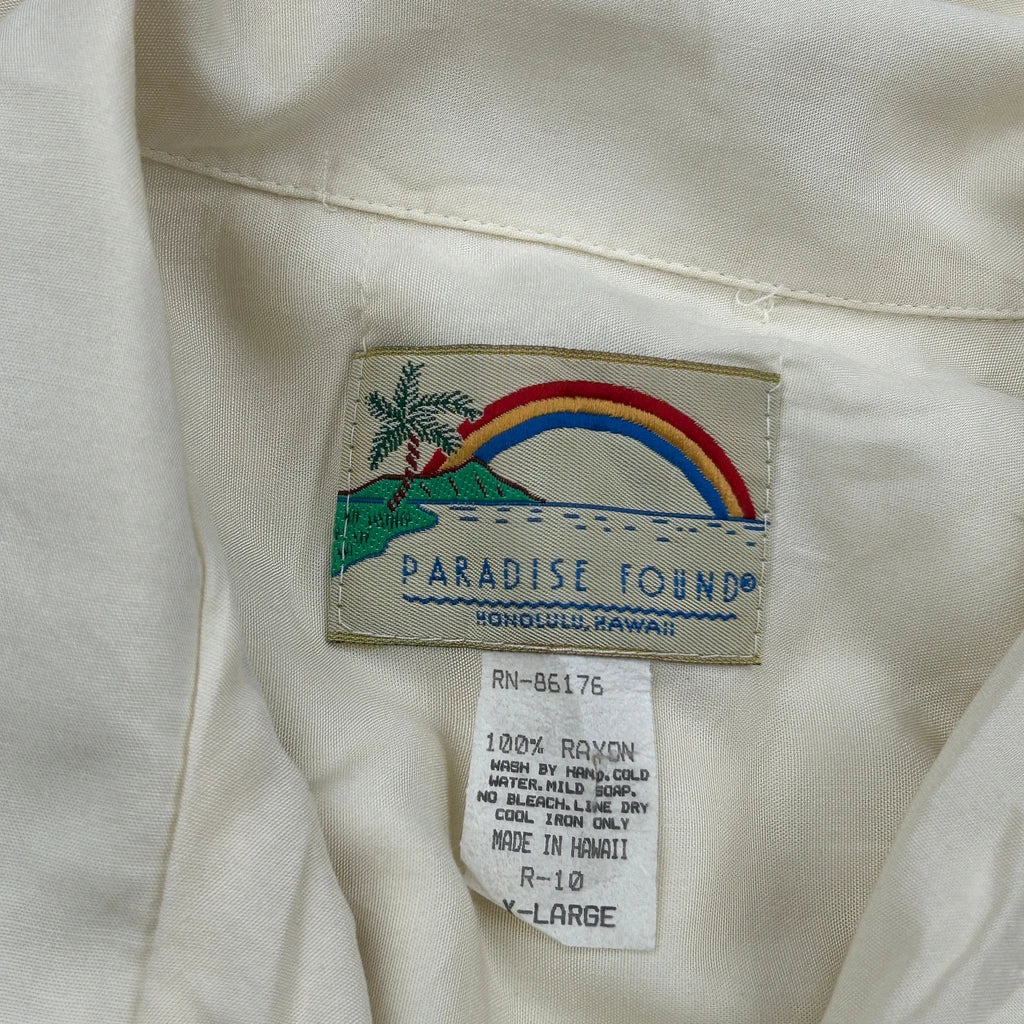 PARADISE FOUND®
HONOLULU, HAWAII
RN-86176
100% RAYON
WASH BY HAND.COLD
WATER.MILD SOAP.
NO BLEACH.LINE DRY
COOL IRON ONLY
MADE IN HAWAII
R-10
X-LARGE